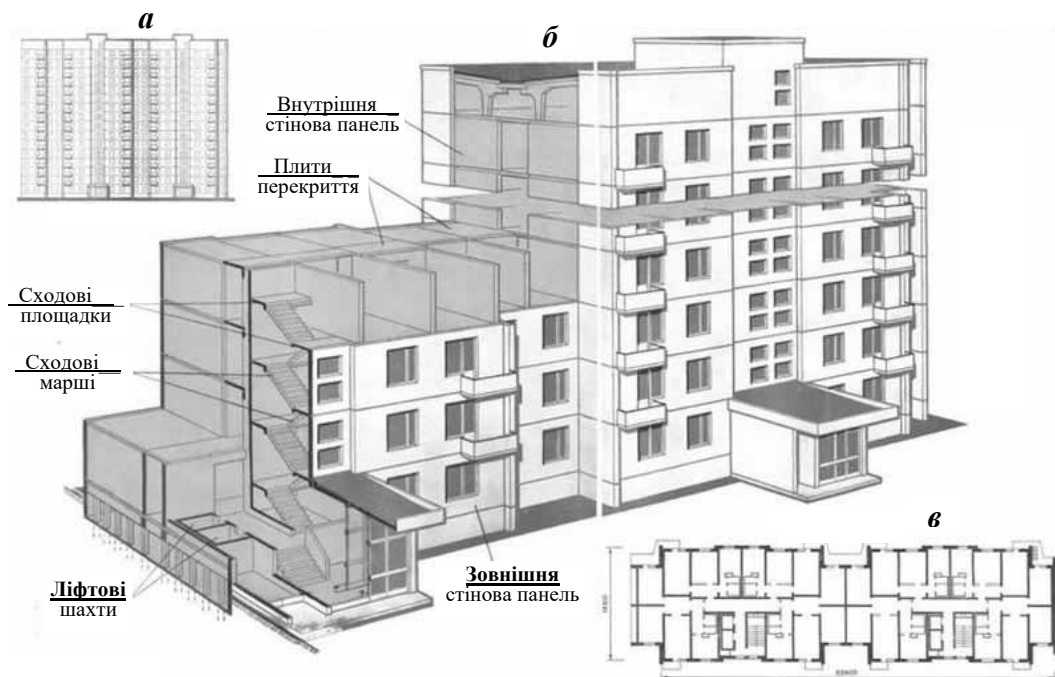 а
б
Внутрішня
стінова панель
Плити
перекриття
Сходові
площадки
Сходові
марші
Ліфтові
шахти
Зовнішня
стінова панель
в